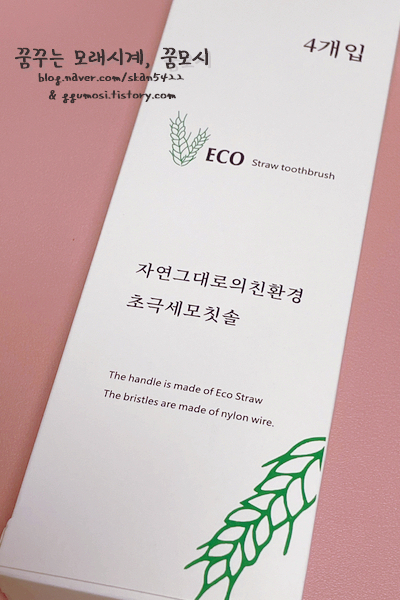 꿈꾸는 모래시계, 꿈모시
blog.naver.com/skan5422
& ggumosi.tistory.com
4개입
ECO Straw toothbrush
자연그대로의친환경
초극세모칫솔
The handle is made of Eco Straw
The bristles are made of nylon wire.